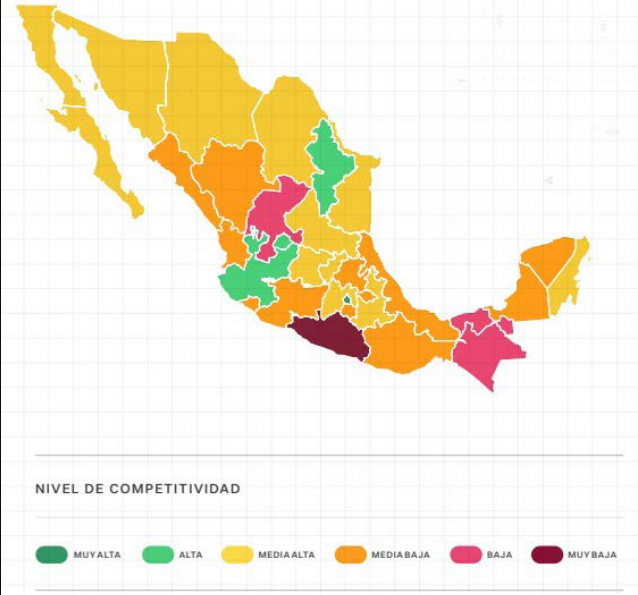 NIVEL DE COMPETITIVIDAD
MUY ALTA
ALTA
MEDIA ALTA
MEDIA BAJA
BAJA
MUY BAJA